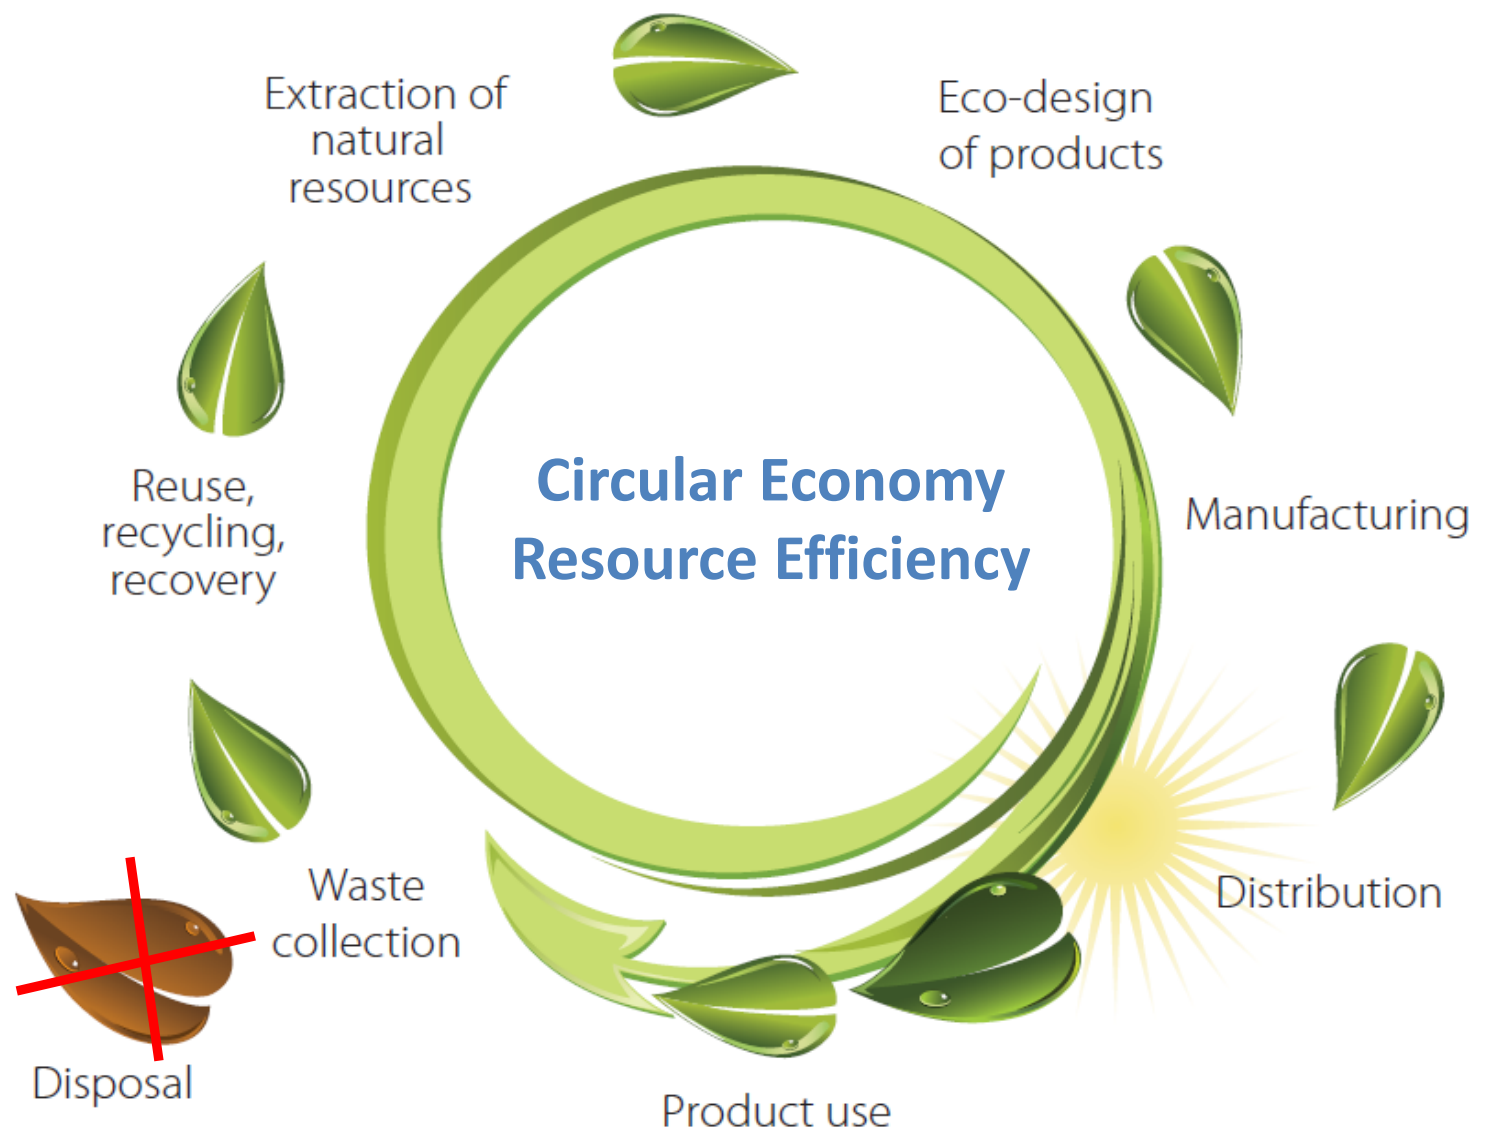 Extraction of
natural
resources
Eco-design
of products
Circular Economy
Resource Efficiency
Reuse,
recycling,
recovery
Manufacturing
Waste
collection
Distribution
Disposal
Product use